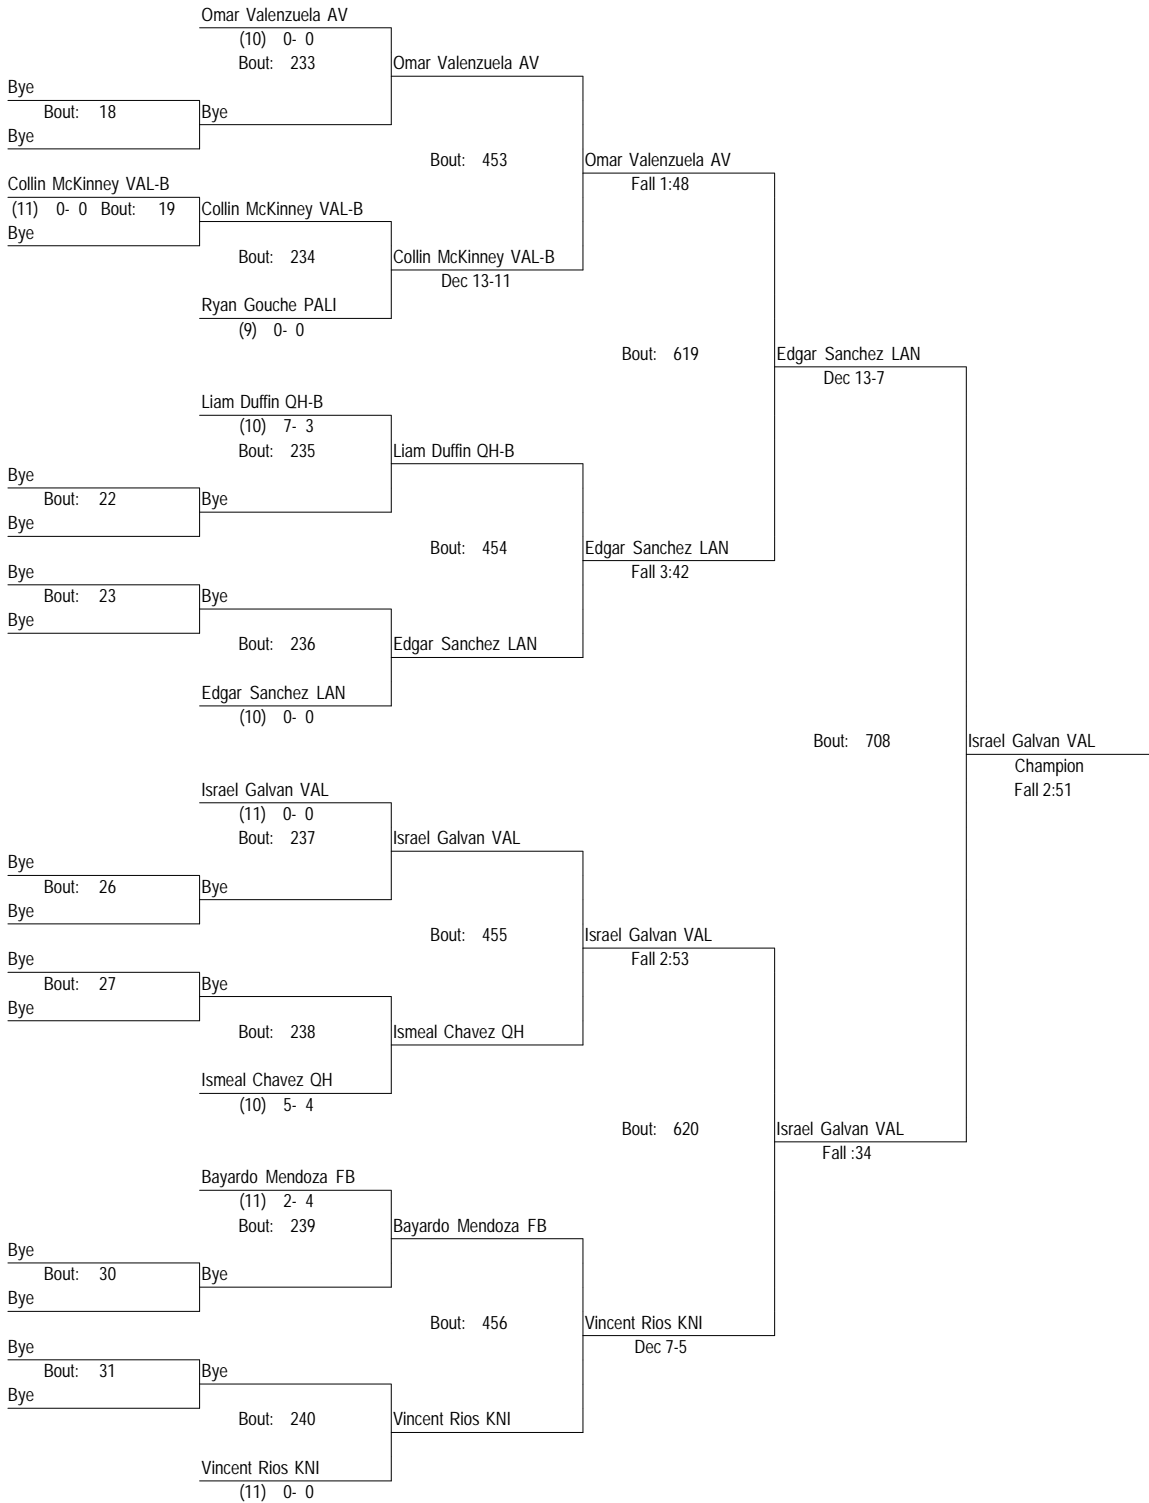 Omar Valenzuela AV
(10) 0- 0
Bout: 233
Omar Valenzuela AV
Bye
Bout: 18
Bye
Bye
Bout: 453
Omar Valenzuela AV
Fall 1:48
Collin McKinney VAL-B
(11) 0- 0 Bout: 19
Collin McKinney VAL-B
Bye
Bout: 234
Collin McKinney VAL-B
Dec 13-11
Ryan Gouche PALI
(9) 0- 0
Bout: 619
Edgar Sanchez LAN
Dec 13-7
Liam Duffin QH-B
(10) 7- 3
Bout: 235
Liam Duffin QH-B
Bye
Bout: 22
Bye
Bye
Bout: 454
Edgar Sanchez LAN
Fall 3:42
Bye
Bout: 23
Bye
Bye
Bout: 236
Edgar Sanchez LAN
Edgar Sanchez LAN
(10) 0- 0
Bout: 708
Israel Galvan VAL
Champion
Fall 2:51
Israel Galvan VAL
(11) 0- 0
Bout: 237
Israel Galvan VAL
Bye
Bout: 26
Bye
Bye
Bout: 455
Israel Galvan VAL
Fall 2:53
Bye
Bout: 27
Bye
Bye
Bout: 238
Ismeal Chavez QH
Ismeal Chavez QH
(10) 5- 4
Bout: 620
Israel Galvan VAL
Fall :34
Bayardo Mendoza FB
(11) 2- 4
Bout: 239
Bayardo Mendoza FB
Bye
Bout: 30
Bye
Bye
Bout: 456
Vincent Rios KNI
Dec 7-5
Bye
Bout: 31
Bye
Bye
Bout: 240
Vincent Rios KNI
Vincent Rios KNI
(11) 0- 0